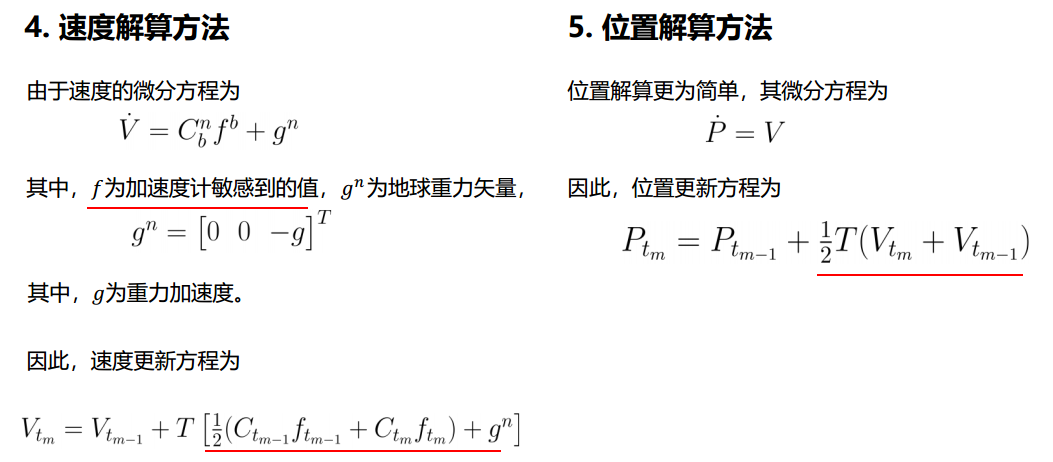 4. 速度解算方法
由于速度的微分方程为
$\dot{V} = C_b^n f^b + g^n$
其中，$f$为加速度计敏感到的值，$g^n$为地球重力矢量，
$g^n = \begin{bmatrix} 0 & 0 & -g \end{bmatrix}^T$
其中，$g$为重力加速度。
因此，速度更新方程为
$V_{t_m} = V_{t_{m-1}} + T \left[ \frac{1}{2} (C_{t_{m-1}} f_{t_{m-1}} + C_{t_m} f_{t_m}) + g^n \right]$
5. 位置解算方法
位置解算更为简单，其微分方程为
$\dot{P} = V$
因此，位置更新方程为
$P_{t_m} = P_{t_{m-1}} + \frac{1}{2} T (V_{t_m} + V_{t_{m-1}})$